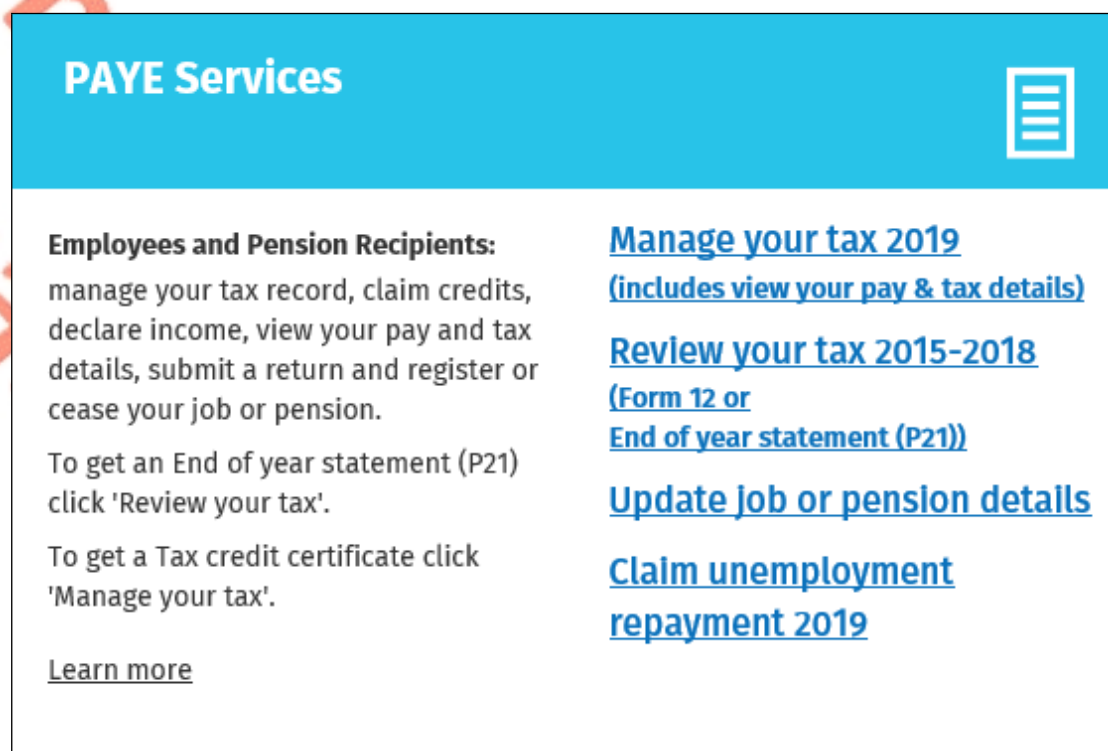 PAYE Services
Employees and Pension Recipients:
manage your tax record, claim credits,
declare income, view your pay and tax
details, submit a return and register or
cease your job or pension.
To get an End of year statement (P21)
click 'Review your tax'.
To get a Tax credit certificate click
'Manage your tax'.
Learn more
Manage your tax 2019
(includes view your pay & tax details)
Review your tax 2015-2018
(Form 12 or
End of year statement (P21))
Update job or pension details
Claim unemployment
repayment 2019